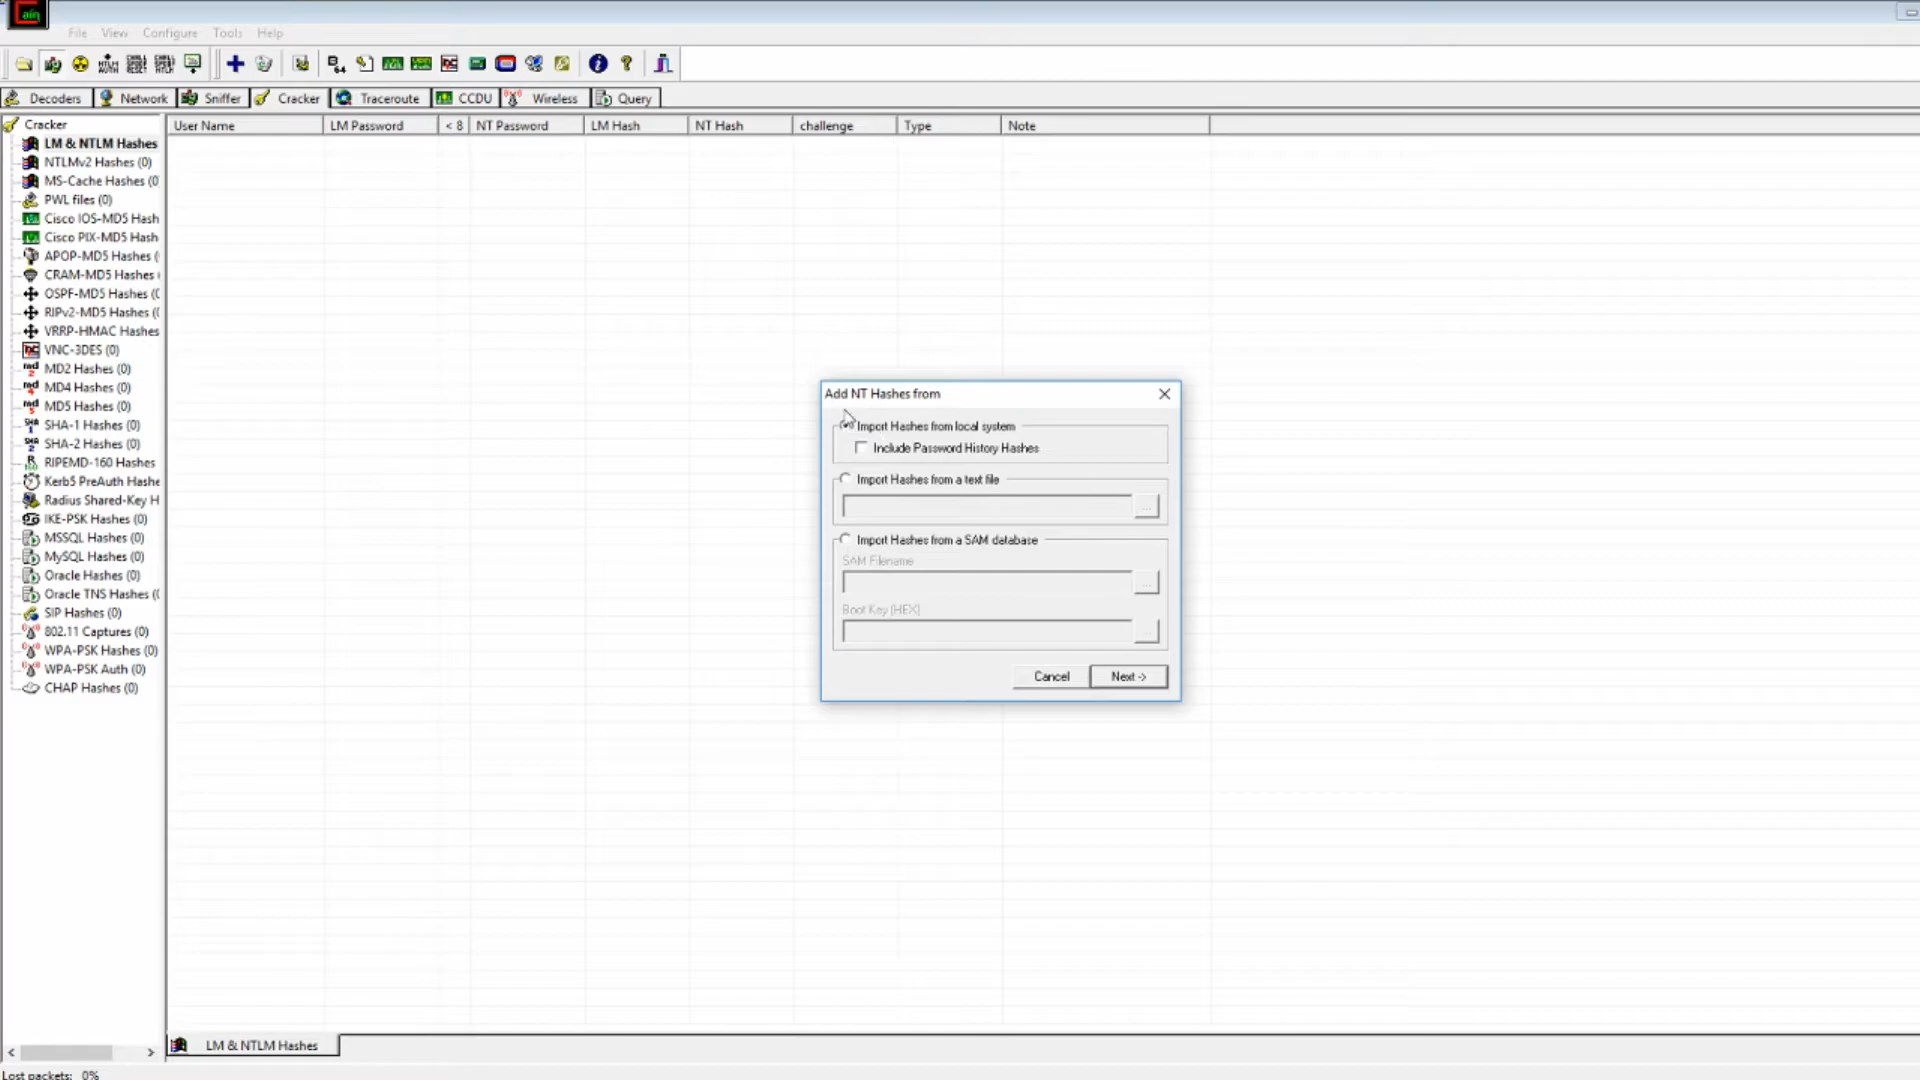 Cain
File View Configure Tools Help
Decoders Network Sniffer Cracker Traceroute CCDU Wireless Query
Cracker
User Name LM Password < 8 NT Password LM Hash NT Hash challenge Type Note
LM & NTLM Hashes
NTLMv2 Hashes (0)
MS-Cache Hashes (0
PWL files (0)
Cisco IOS-MD5 Hash
Cisco PIX-MD5 Hash
APOP-MD5 Hashes (
CRAM-MD5 Hashes
OSPF-MD5 Hashes (0
RIPv2-MD5 Hashes (0
VRRP-HMAC Hashes
VNC-3DES (0)
MD2 Hashes (0)
MD4 Hashes (0)
MD5 Hashes (0)
SHA-1 Hashes (0)
SHA-2 Hashes (0)
RIPEMD-160 Hashes
Kerb5 PreAuth Hashe
Radius Shared-Key H
IKE-PSK Hashes (0)
MSSQL Hashes (0)
MySQL Hashes (0)
Oracle Hashes (0)
Oracle TNS Hashes (0
SIP Hashes (0)
802.11 Captures (0)
WPA-PSK Hashes (0)
WPA-PSK Auth (0)
CHAP Hashes (0)
Add NT Hashes from
Import Hashes from local system
Include Password History Hashes
Import Hashes from a text file
...
Import Hashes from a SAM database
SAM Filename
...
Boot Key (HEX)
...
Cancel Next ->
LM & NTLM Hashes
Lost packets: 0%